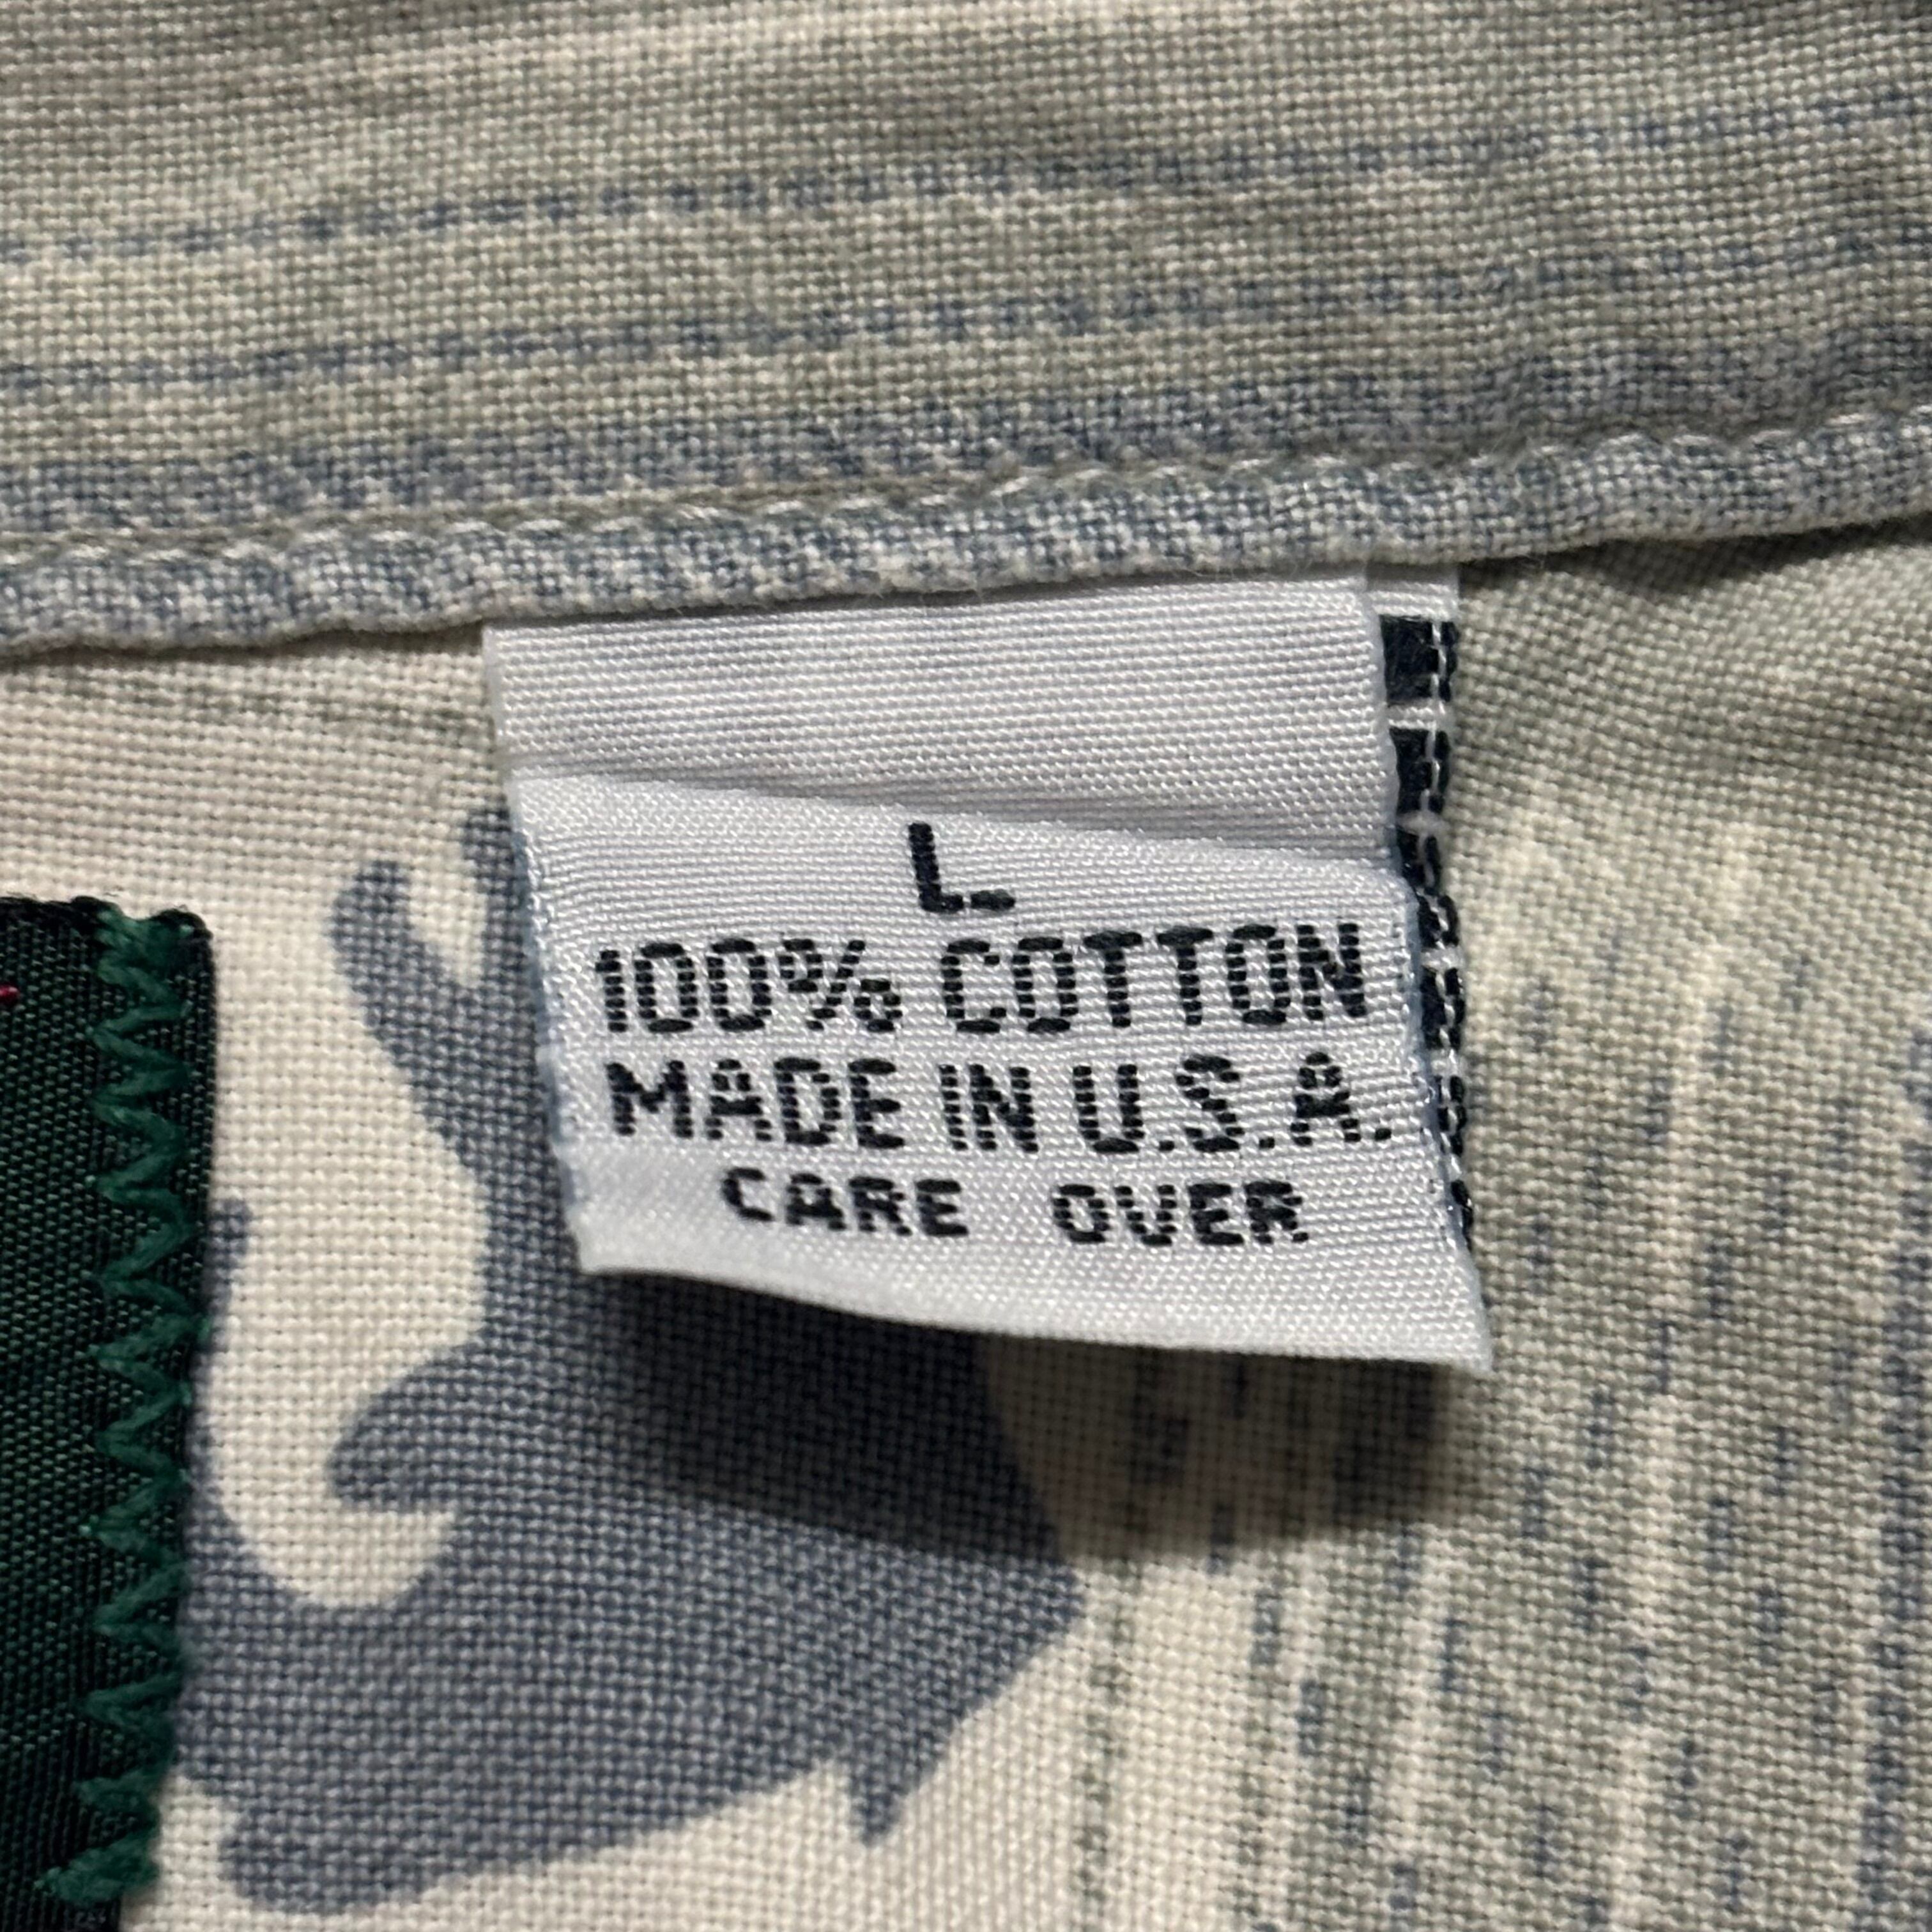 L
100% COTTON
MADE IN U.S.A.
CARE OVER